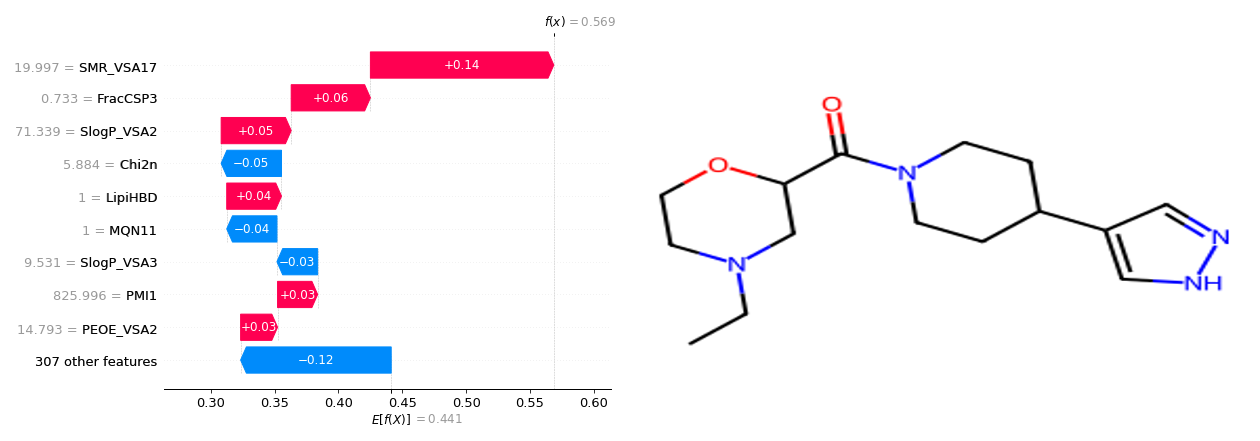 f(x) = 0.569
19.997 = SMR_VSA17
+0.14
0.733 = FracCSP3
+0.06
71.339 = SlogP_VSA2
+0.05
5.884 = Chi2n
−0.05
1 = LipiHBD
+0.04
1 = MQN11
−0.04
9.531 = SlogP_VSA3
−0.03
825.996 = PMI1
+0.03
14.793 = PEOE_VSA2
+0.03
307 other features
−0.12
0.30 0.35 0.40 0.45 0.50 0.55 0.60
E[f(X)] = 0.441
O
O
N
N
N
NH